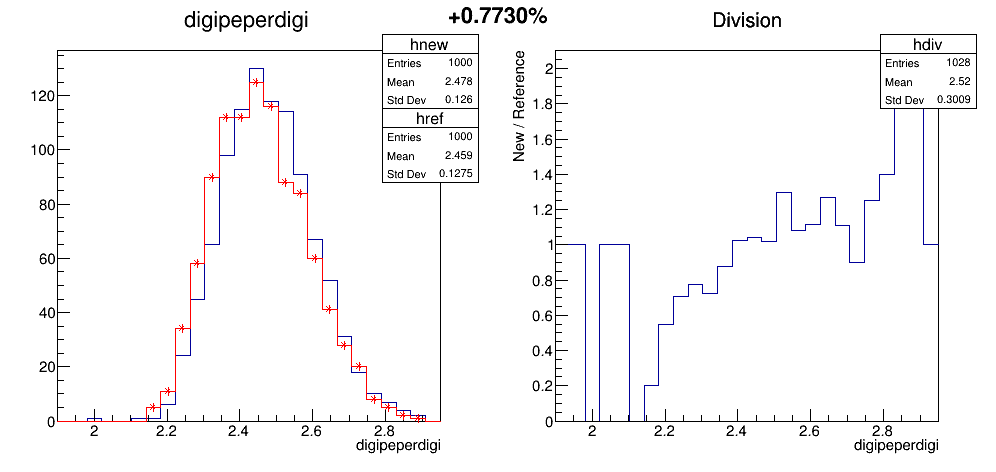 +0.7730%
digipeperdigi
hnew
Entries 1000
Mean 2.478
Std Dev 0.126
href
Entries 1000
Mean 2.459
Std Dev 0.1275
120
100
80
60
40
20
0
2 2.2 2.4 2.6 2.8
digipeperdigi
Division
hdiv
Entries 1028
Mean 2.52
Std Dev 0.3009
New / Reference
2
1.8
1.6
1.4
1.2
1
0.8
0.6
0.4
0.2
0
2 2.2 2.4 2.6 2.8
digipeperdigi